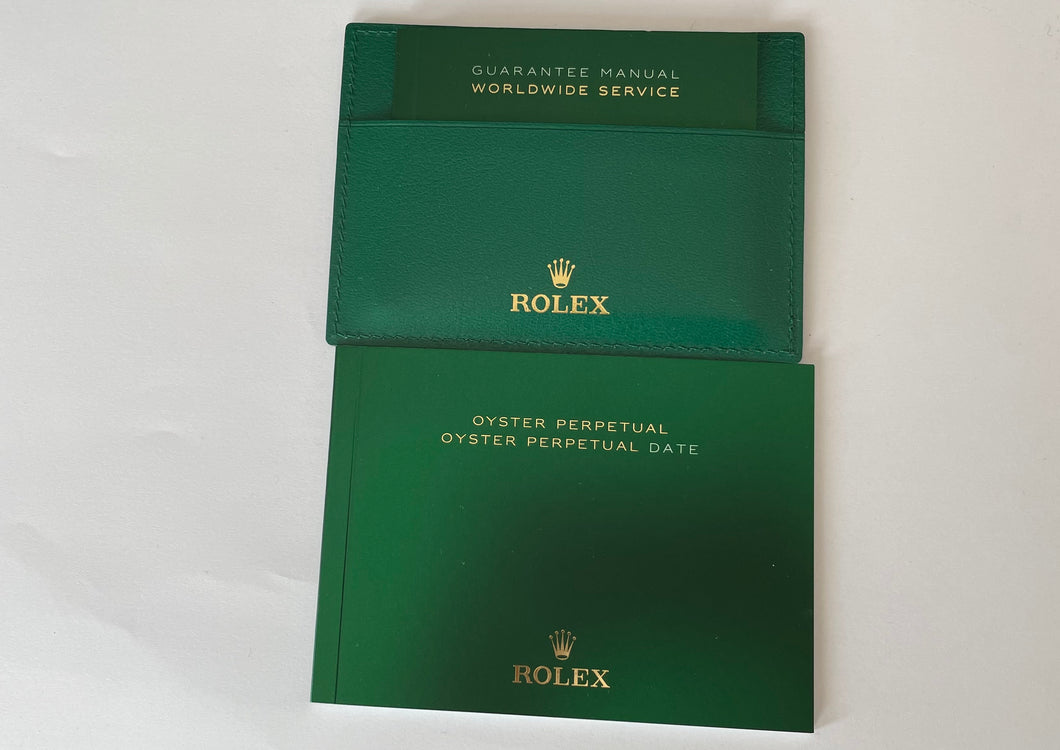 GUARANTEE MANUAL
WORLDWIDE SERVICE
ROLEX
OYSTER PERPETUAL
OYSTER PERPETUAL DATE
ROLEX